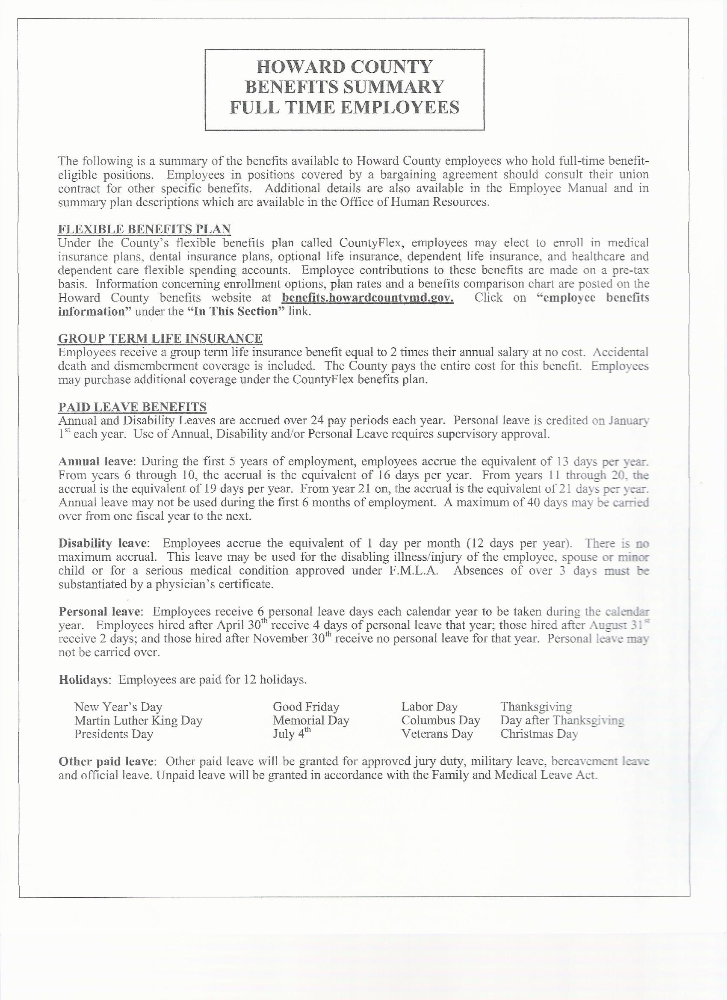 HOWARD COUNTY
BENEFITS SUMMARY
FULL TIME EMPLOYEES
The following is a summary of the benefits available to Howard County employees who hold full-time benefit-
eligible positions. Employees in positions covered by a bargaining agreement should consult their union
contract for other specific benefits. Additional details are also available in the Employee Manual and in
summary plan descriptions which are available in the Office of Human Resources.
FLEXIBLE BENEFITS PLAN
Under the County's flexible benefits plan called CountyFlex, employees may elect to enroll in medical
insurance plans, dental insurance plans, optional life insurance, dependent life insurance, and healthcare and
dependent care flexible spending accounts. Employee contributions to these benefits are made on a pre-tax
basis. Information concerning enrollment options, plan rates and a benefits comparison chart are posted on the
Howard County benefits website at benefits.howardcountymd.gov. Click on “employee benefits
information” under the “In This Section” link.
GROUP TERM LIFE INSURANCE
Employees receive a group term life insurance benefit equal to 2 times their annual salary at no cost. Accidental
death and dismemberment coverage is included. The County pays the entire cost for this benefit. Employees
may purchase additional coverage under the CountyFlex benefits plan.
PAID LEAVE BENEFITS
Annual and Disability Leaves are accrued over 24 pay periods each year. Personal leave is credited on January
1st each year. Use of Annual, Disability and/or Personal Leave requires supervisory approval.
Annual leave: During the first 5 years of employment, employees accrue the equivalent of 13 days per year.
From years 6 through 10, the accrual is the equivalent of 16 days per year. From years 11 through 20, the
accrual is the equivalent of 19 days per year. From year 21 on, the accrual is the equivalent of 21 days per year.
Annual leave may not be used during the first 6 months of employment. A maximum of 40 days may be carried
over from one fiscal year to the next.
Disability leave: Employees accrue the equivalent of 1 day per month (12 days per year). There is no
maximum accrual. This leave may be used for the disabling illness/injury of the employee, spouse or minor
child or for a serious medical condition approved under F.M.L.A. Absences of over 3 days must be
substantiated by a physician's certificate.
Personal leave: Employees receive 6 personal leave days each calendar year to be taken during the calendar
year. Employees hired after April 30th receive 4 days of personal leave that year; those hired after August 31st
receive 2 days; and those hired after November 30th receive no personal leave for that year. Personal leave may
not be carried over.
Holidays: Employees are paid for 12 holidays.
New Year's Day Good Friday Labor Day Thanksgiving
Martin Luther King Day Memorial Day Columbus Day Day after Thanksgiving
Presidents Day July 4th Veterans Day Christmas Day
Other paid leave: Other paid leave will be granted for approved jury duty, military leave, bereavement leave
and official leave. Unpaid leave will be granted in accordance with the Family and Medical Leave Act.